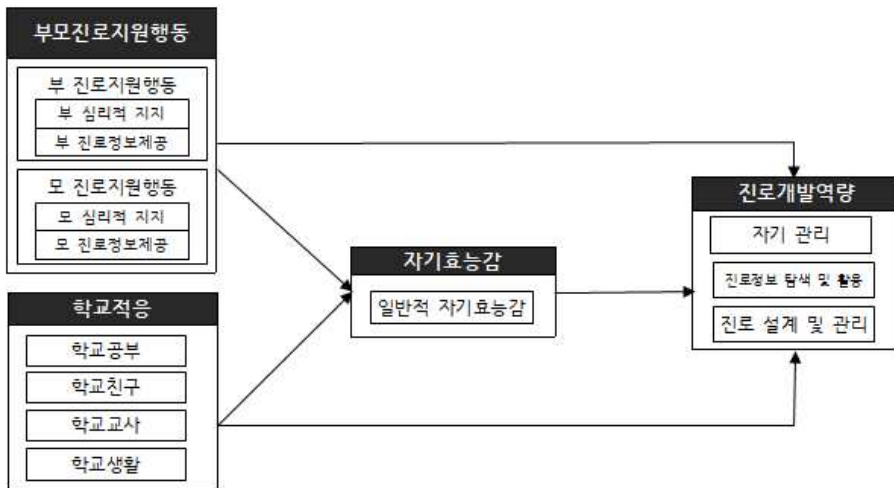 부모진로지원행동
부 진로지원행동
부 심리적 지지
부 진로정보제공
모 진로지원행동
모 심리적 지지
모 진로정보제공
학교적응
학교공부
학교친구
학교교사
학교생활
자기효능감
일반적 자기효능감
진로개발역량
자기 관리
진로정보 탐색 및 활용
진로 설계 및 관리